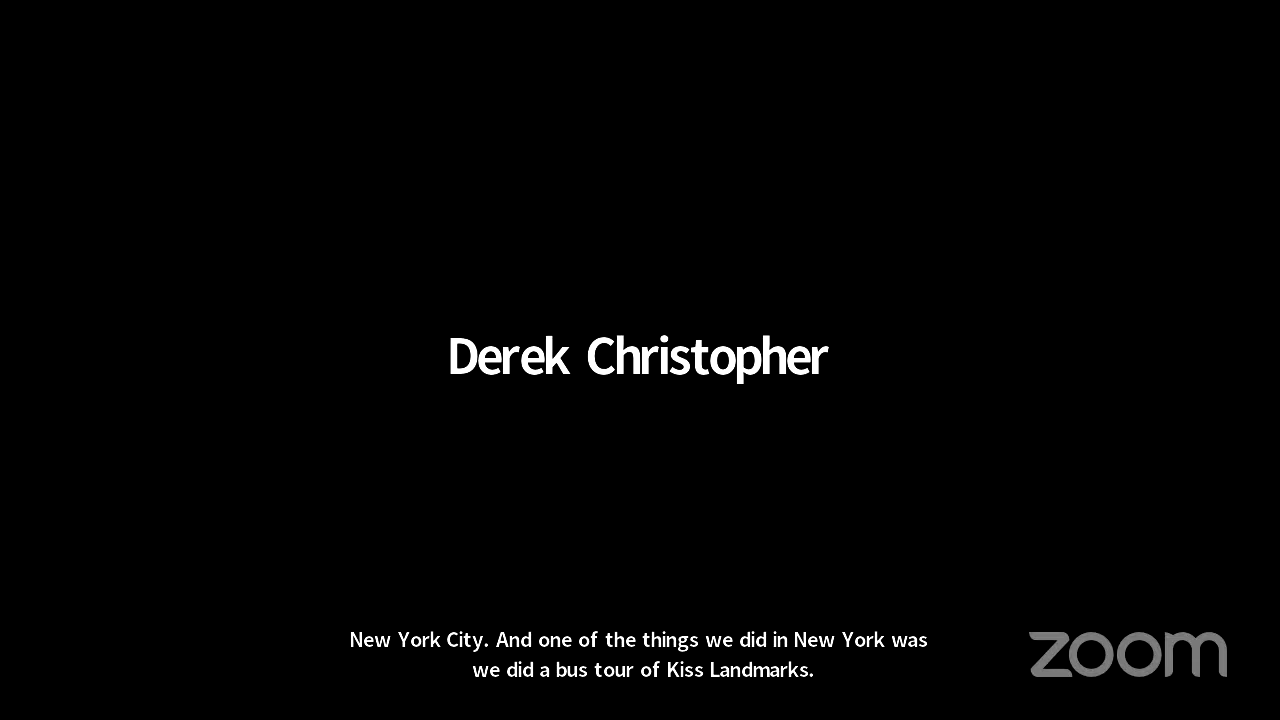 Derek Christopher
New York City. And one of the things we did in New York was
we did a bus tour of Kiss Landmarks.
zoom